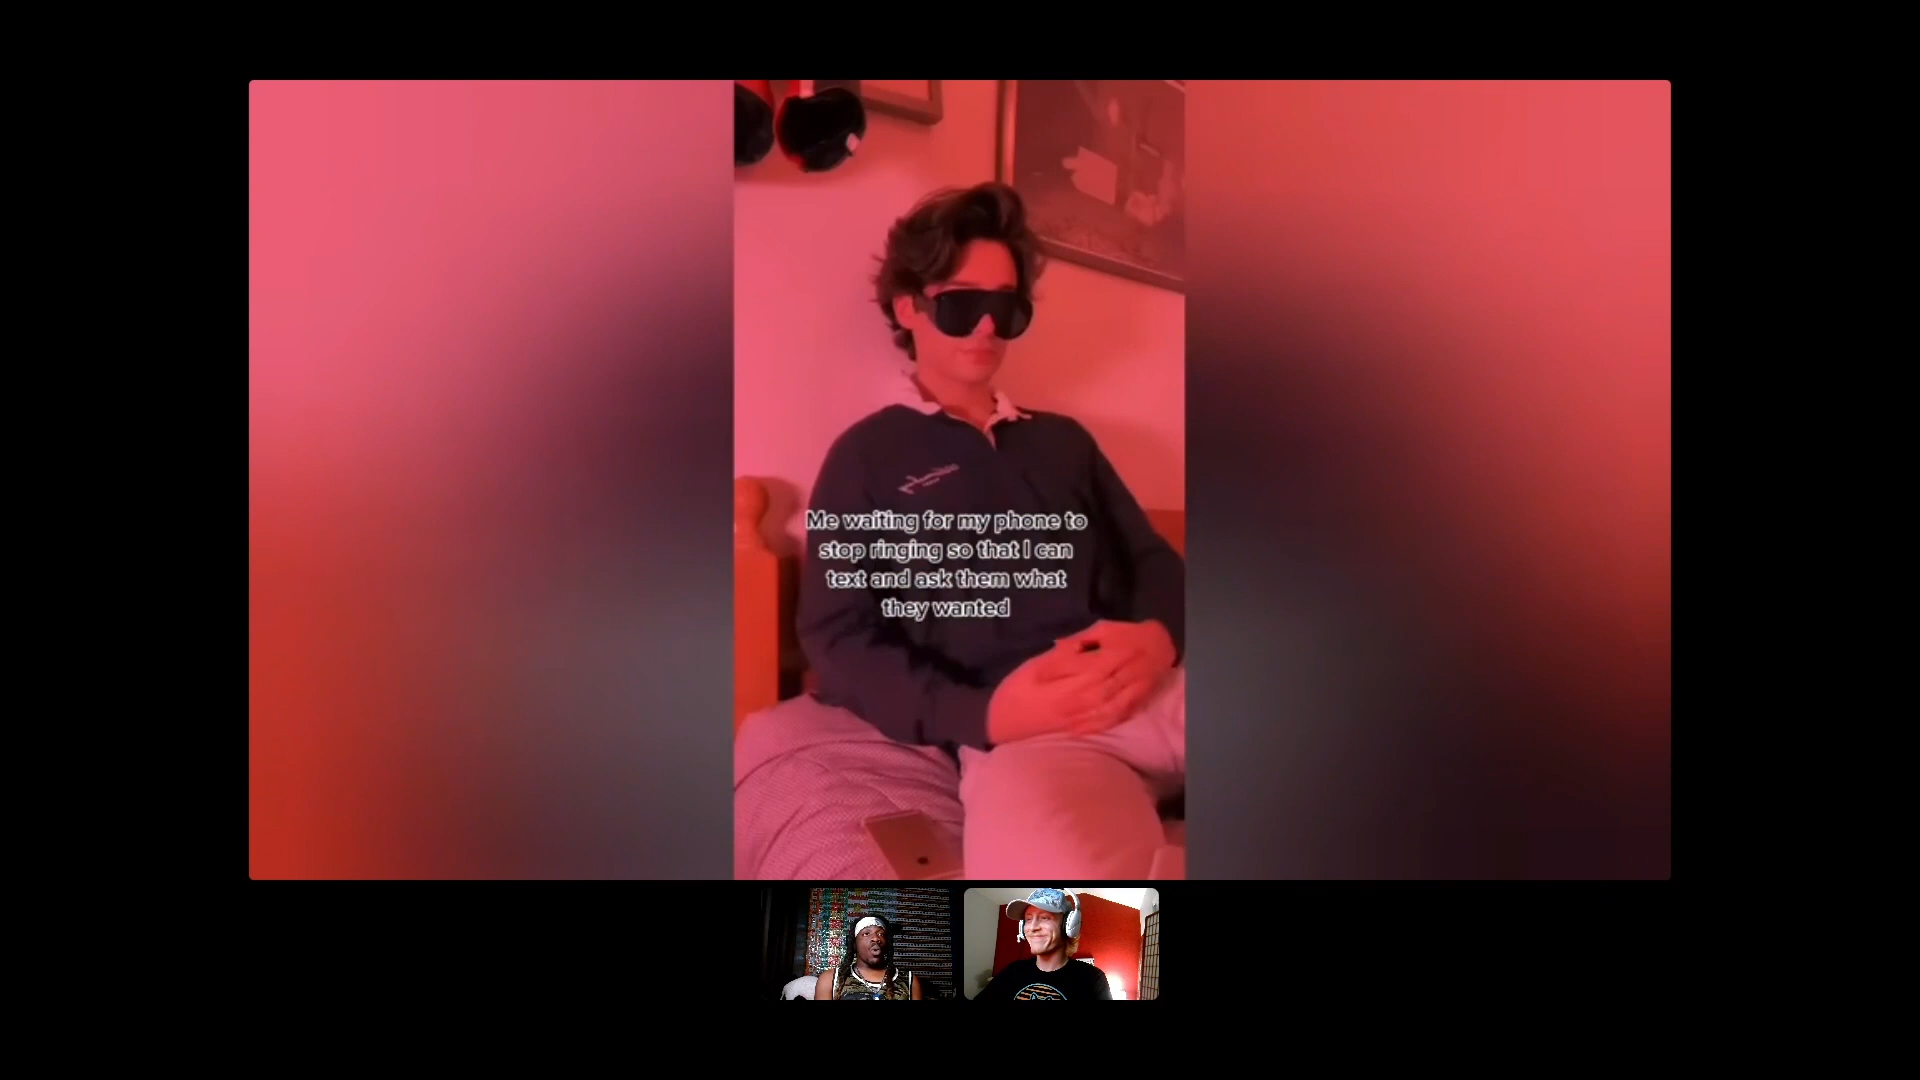 Me waiting for my phone to
stop ringing so that I can
text and ask them what
they wanted